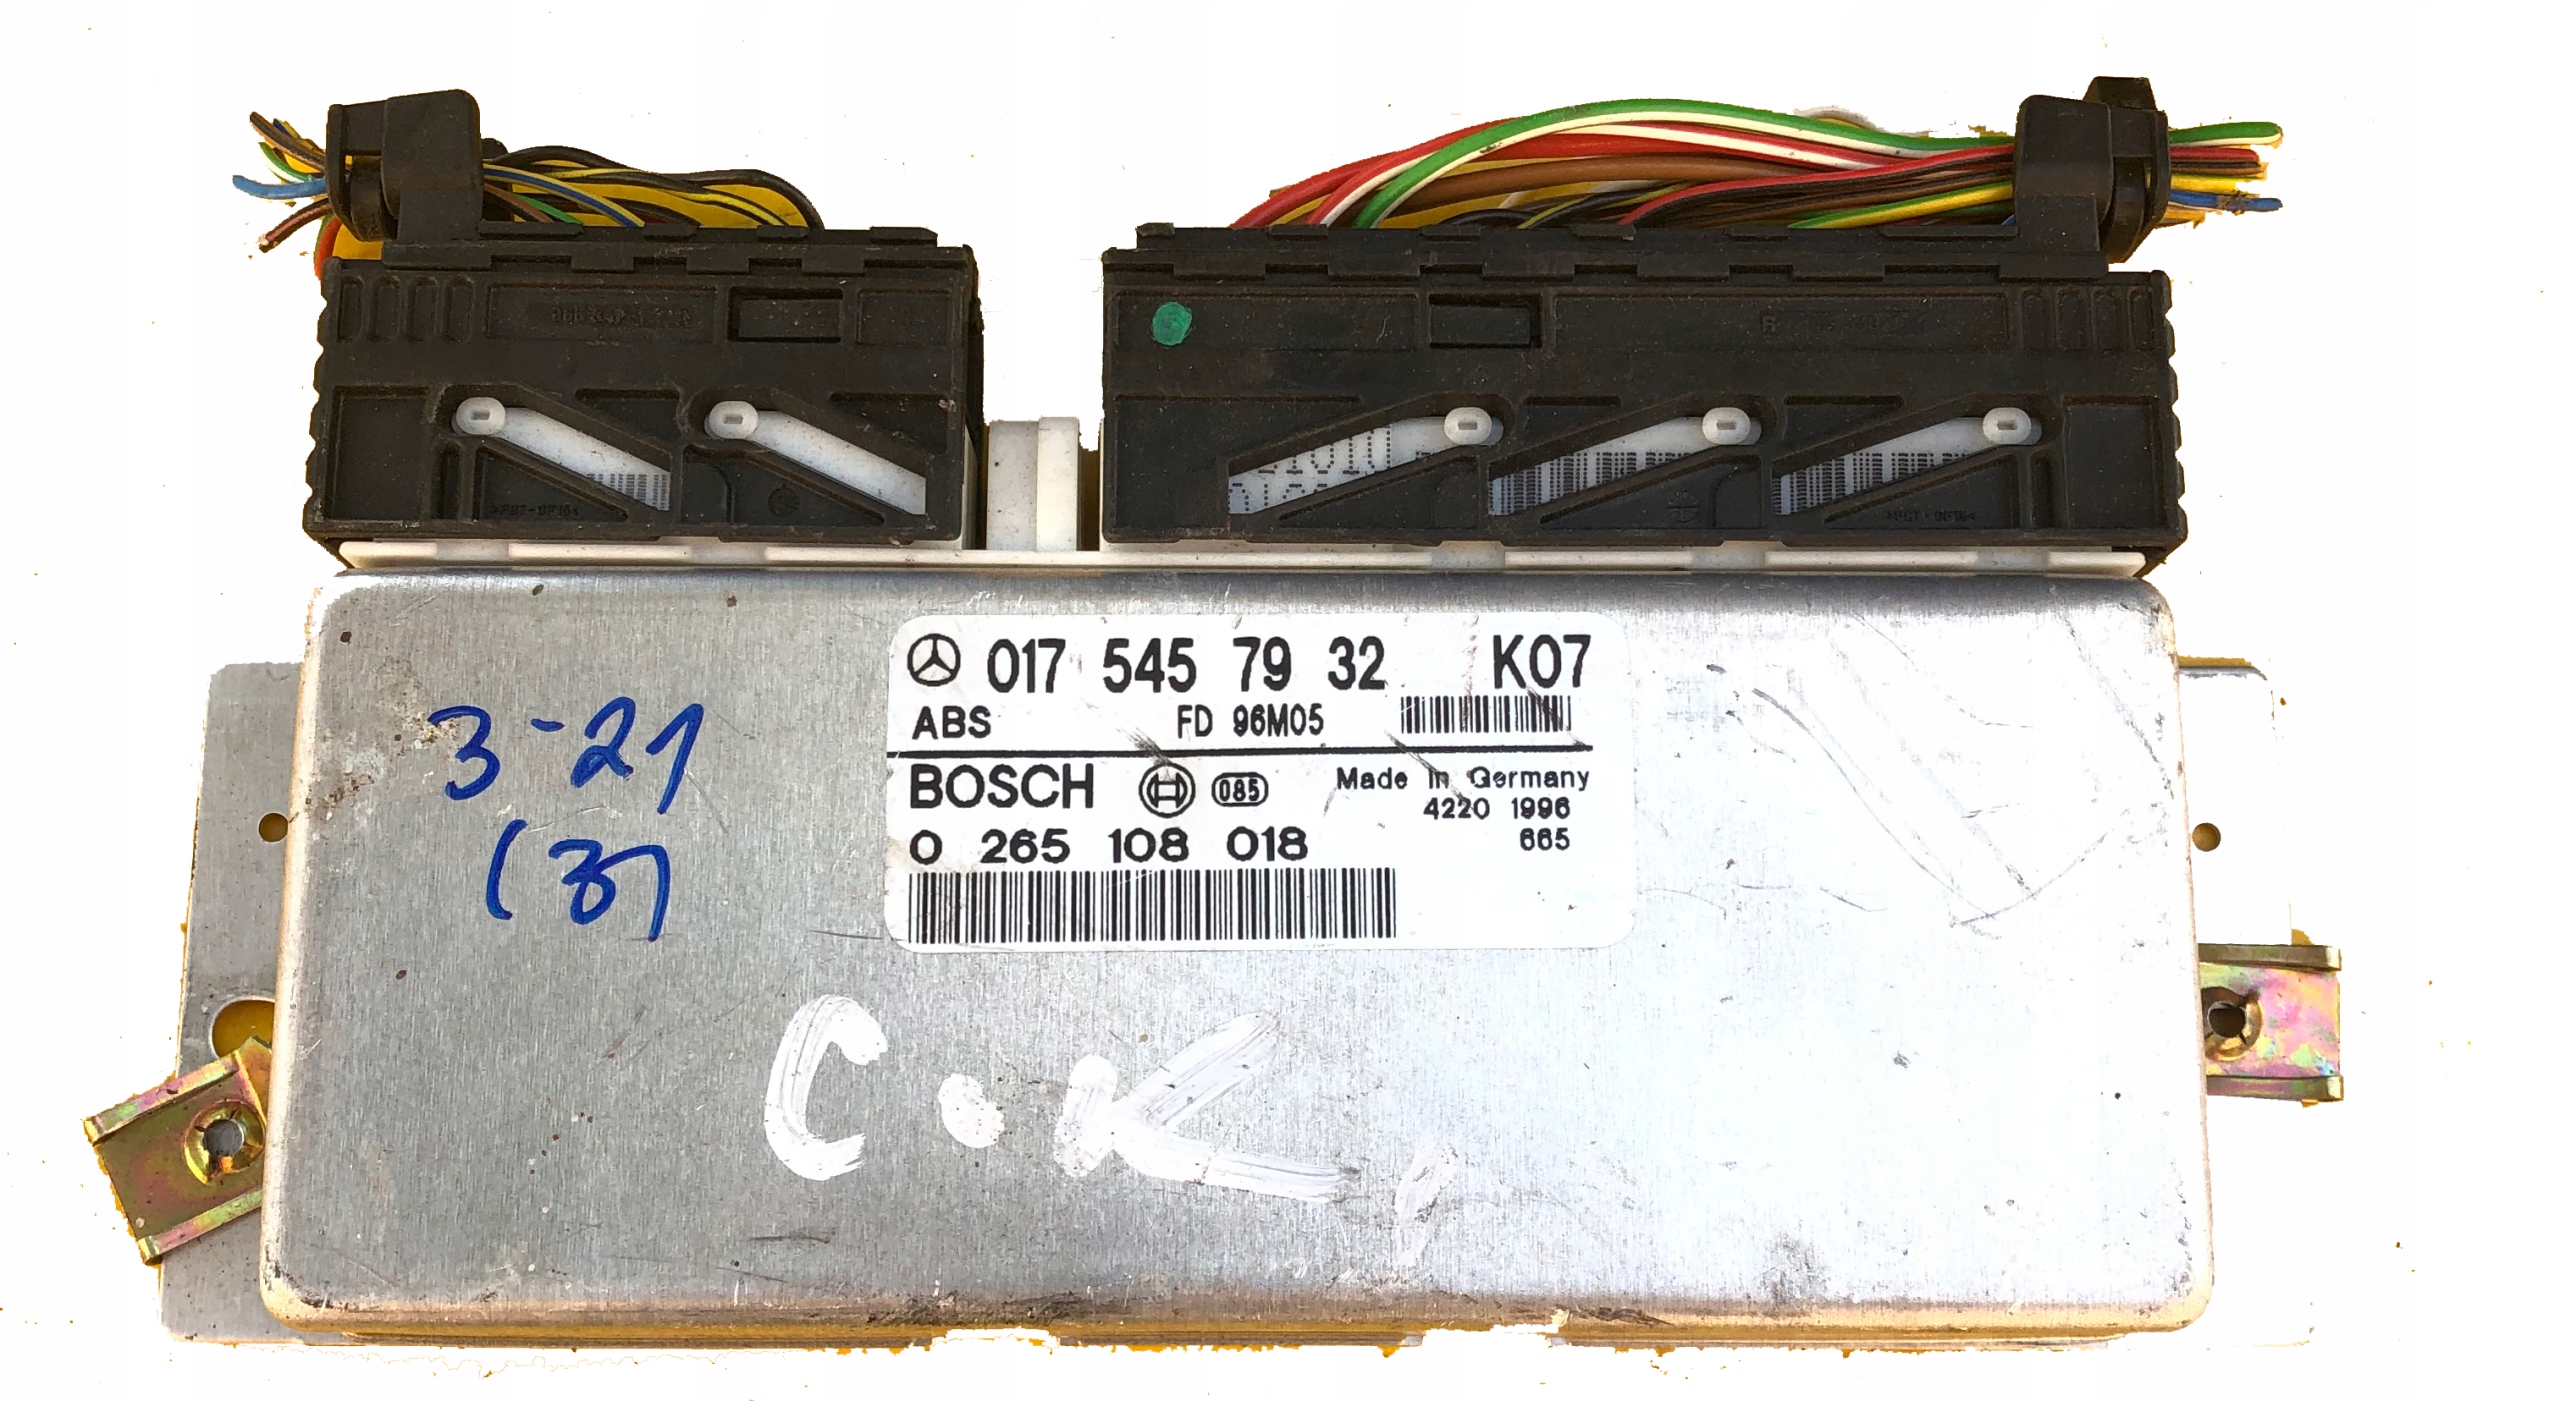 017 545 79 32 K07
ABS FD 96M05
BOSCH 085 Made in Germany
4220 1996
0 265 108 018 665
3-21
(37
C.K,